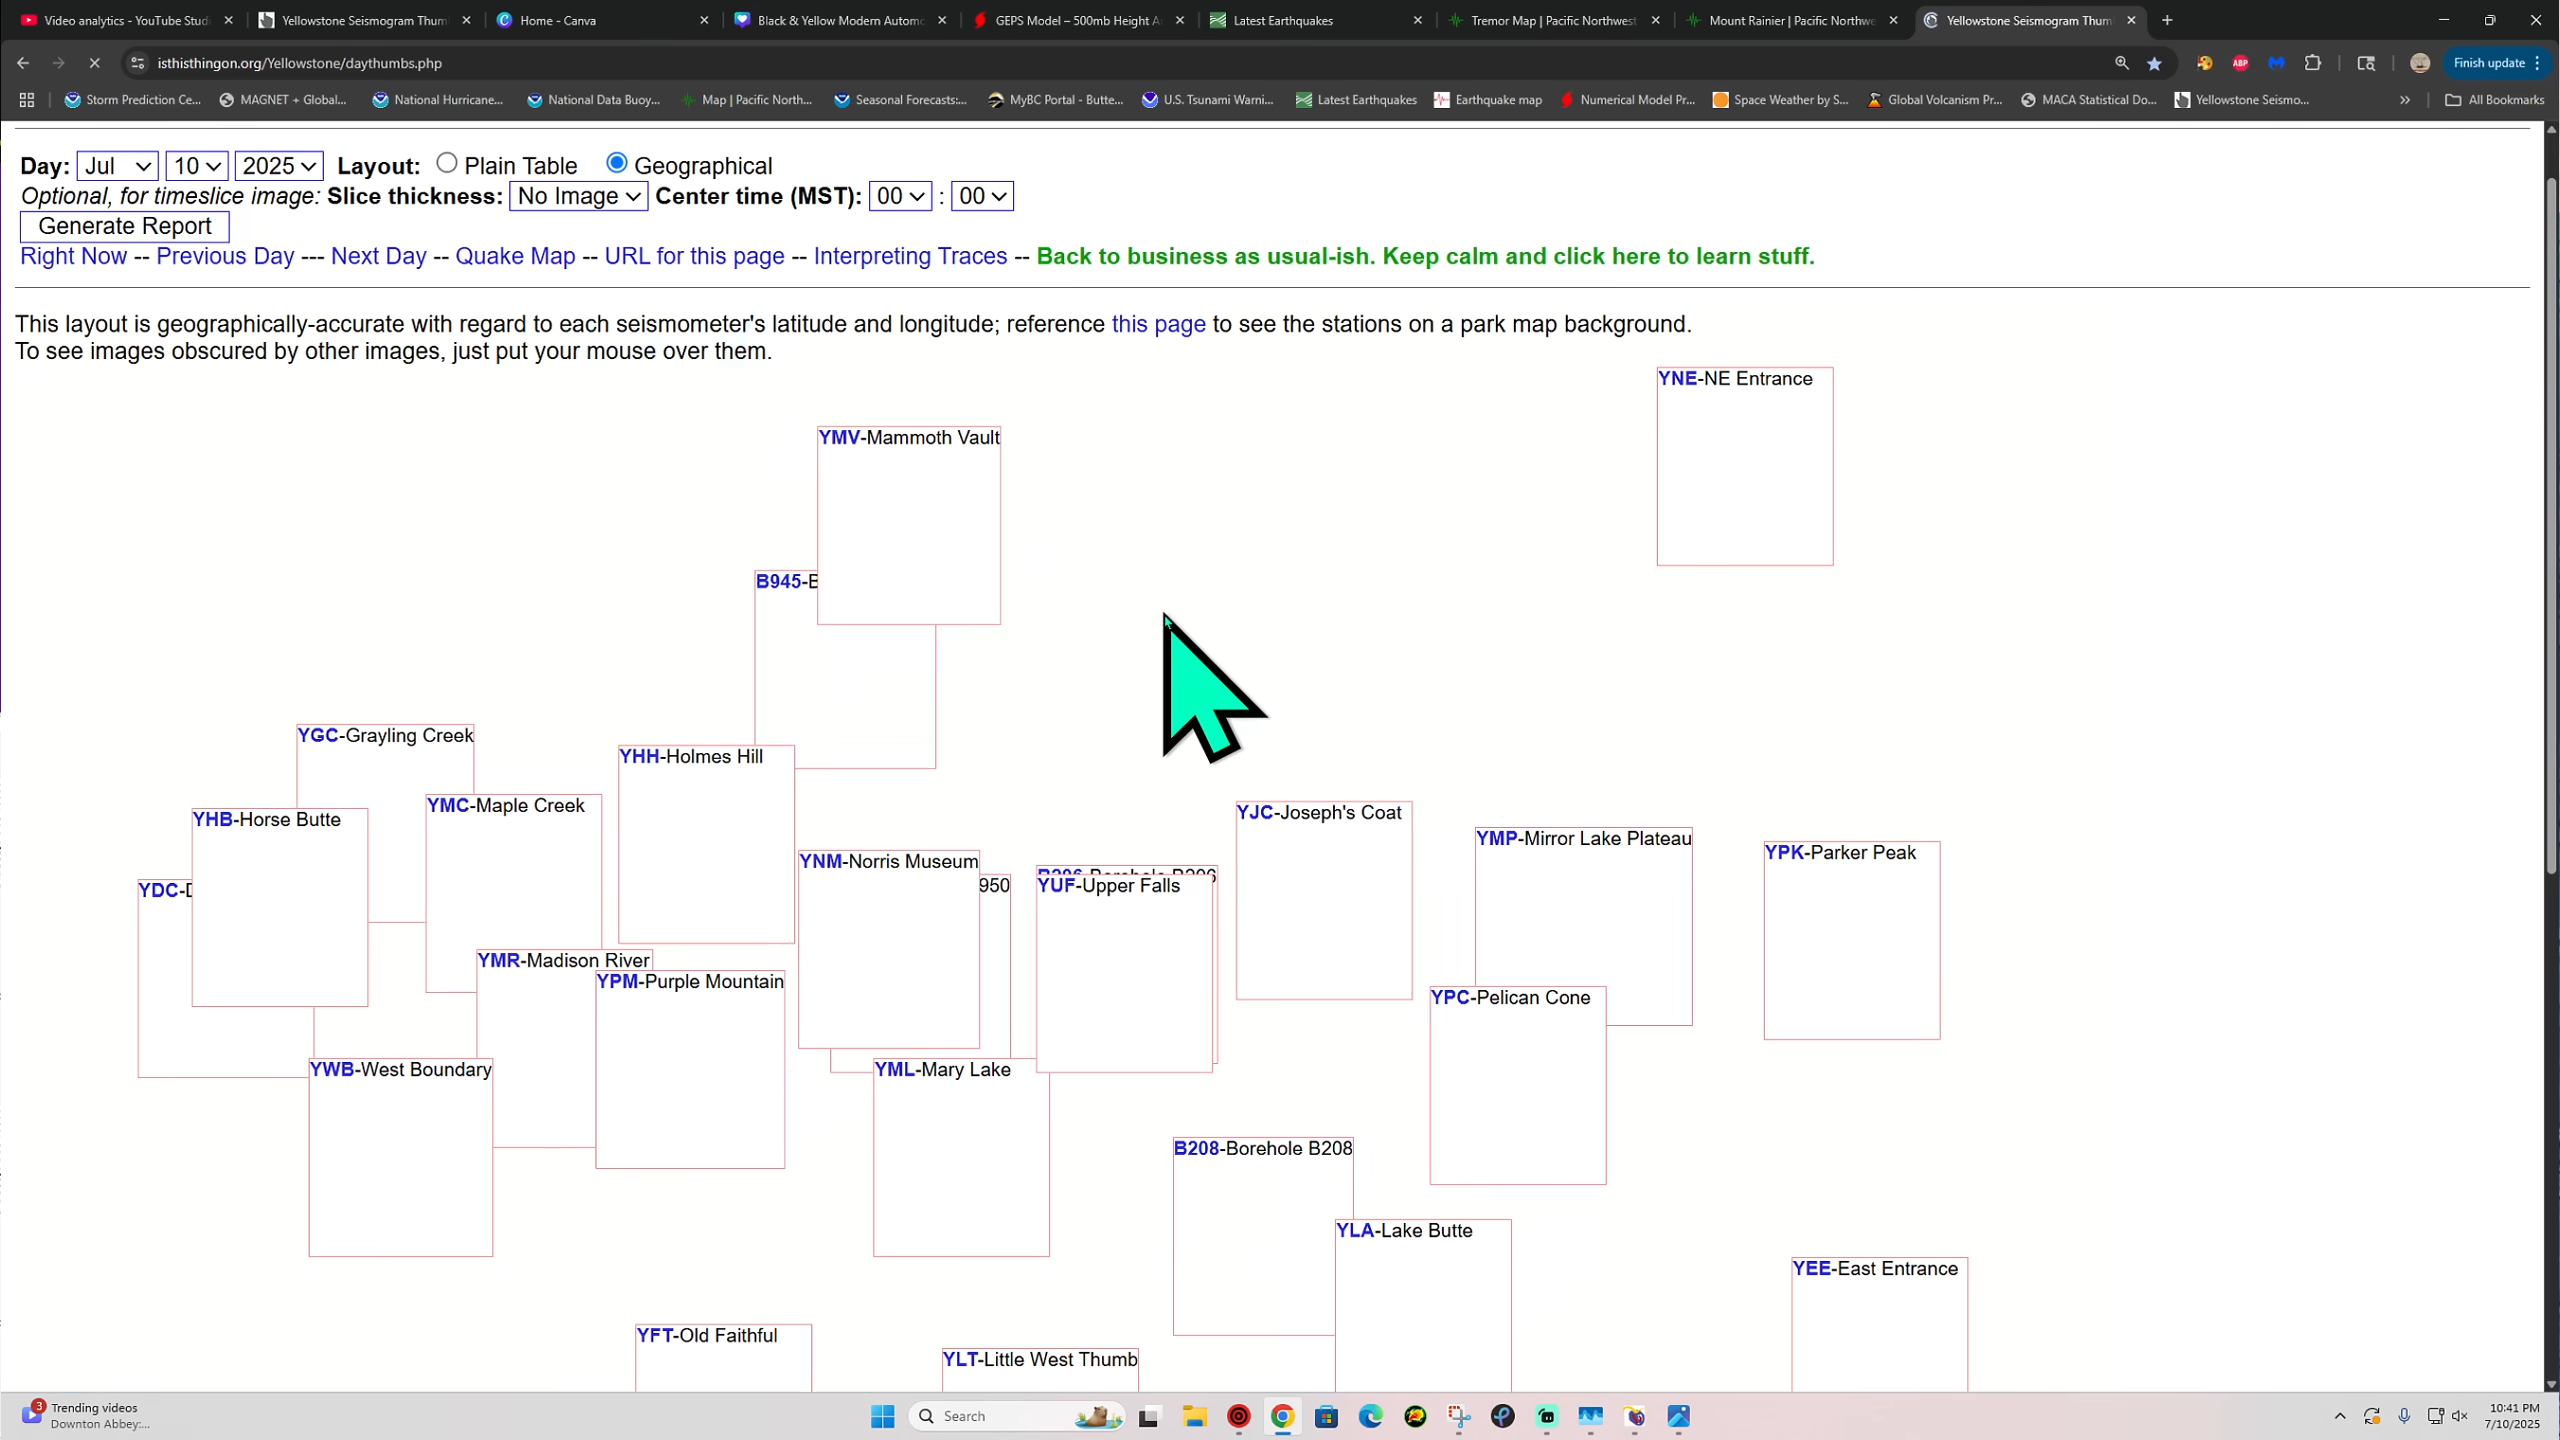 Video analytics - YouTube Stud
Yellowstone Seismogram Thum
Home - Canva
Black & Yellow Modern Automo
GEPS Model – 500mb Height A
Latest Earthquakes
Tremor Map | Pacific Northwest
Mount Rainier | Pacific Northwe
Yellowstone Seismogram Thum
isthisthingon.org/Yellowstone/daythumbs.php
ABP
Finish update
Storm Prediction Ce...
MAGNET + Global...
National Hurricane...
National Data Buoy...
Map | Pacific North...
Seasonal Forecasts:...
MyBC Portal - Butte...
U.S. Tsunami Warni...
Latest Earthquakes
Earthquake map
Numerical Model Pr...
Space Weather by S...
Global Volcanism Pr...
MACA Statistical Do...
Yellowstone Seismo...
All Bookmarks
Day: Jul 10 2025 Layout: Plain Table Geographical
Optional, for timeslice image: Slice thickness: No Image Center time (MST): 00 : 00
Generate Report
Right Now -- Previous Day --- Next Day -- Quake Map -- URL for this page -- Interpreting Traces -- Back to business as usual-ish. Keep calm and click here to learn stuff.
This layout is geographically-accurate with regard to each seismometer's latitude and longitude; reference this page to see the stations on a park map background.
To see images obscured by other images, just put your mouse over them.
YNE-NE Entrance
YMV-Mammoth Vault
B945-B
YGC-Grayling Creek
YHH-Holmes Hill
YMC-Maple Creek
YJC-Joseph's Coat
YHB-Horse Butte
YMP-Mirror Lake Plateau
YPK-Parker Peak
YNM-Norris Museum
950
B206-Borehole B206
YUF-Upper Falls
YDC-D
YMR-Madison River
YPM-Purple Mountain
YPC-Pelican Cone
YWB-West Boundary
YML-Mary Lake
B208-Borehole B208
YLA-Lake Butte
YEE-East Entrance
YFT-Old Faithful
YLT-Little West Thumb
3
Trending videos
Downton Abbey:...
Search
10:41 PM
7/10/2025